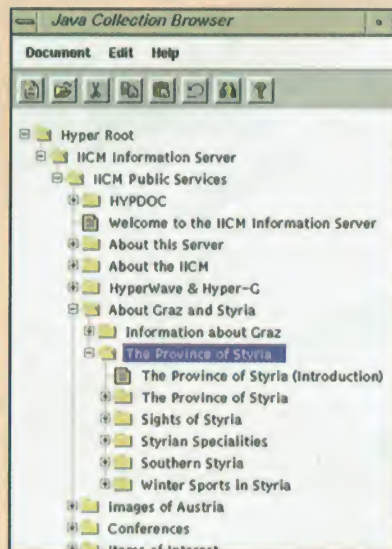 Java Collection Browser
Document Edit Help
Hyper Root
IICM Information Server
IICM Public Services
HYPDOC
Welcome to the IICM Information Server
About this Server
About the IICM
HyperWave & Hyper-G
About Graz and Styria
Information about Graz
The Province of Styria
The Province of Styria (Introduction)
The Province of Styria
Sights of Styria
Styrian Specialities
Southern Styria
Winter Sports in Styria
Images of Austria
Conferences
Items of Interest